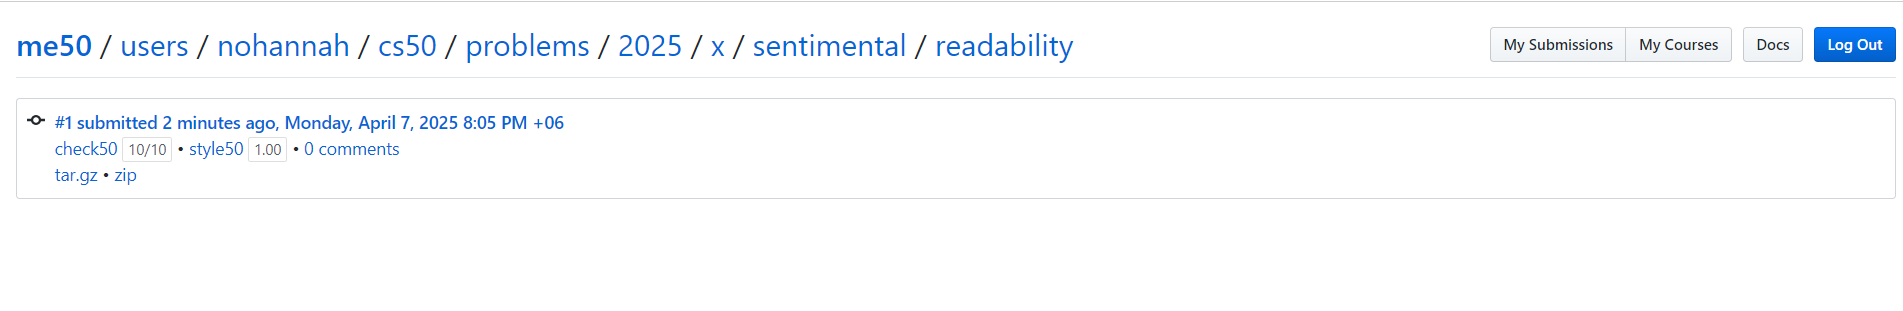 me50 / users / nohannah / cs50 / problems / 2025 / x / sentimental / readability
My Submissions My Courses Docs Log Out
#1 submitted 2 minutes ago, Monday, April 7, 2025 8:05 PM +06
check50 10/10 • style50 1.00 • 0 comments
tar.gz • zip